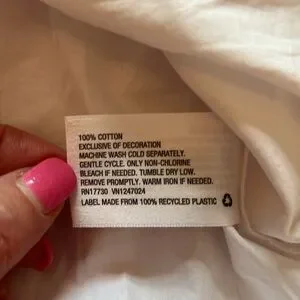 100% COTTON
EXCLUSIVE OF DECORATION
MACHINE WASH COLD SEPARATELY.
GENTLE CYCLE. ONLY NON-CHLORINE
BLEACH IF NEEDED. TUMBLE DRY LOW.
REMOVE PROMPTLY. WARM IRON IF NEEDED.
RN17730 VN1247024
LABEL MADE FROM 100% RECYCLED PLASTIC